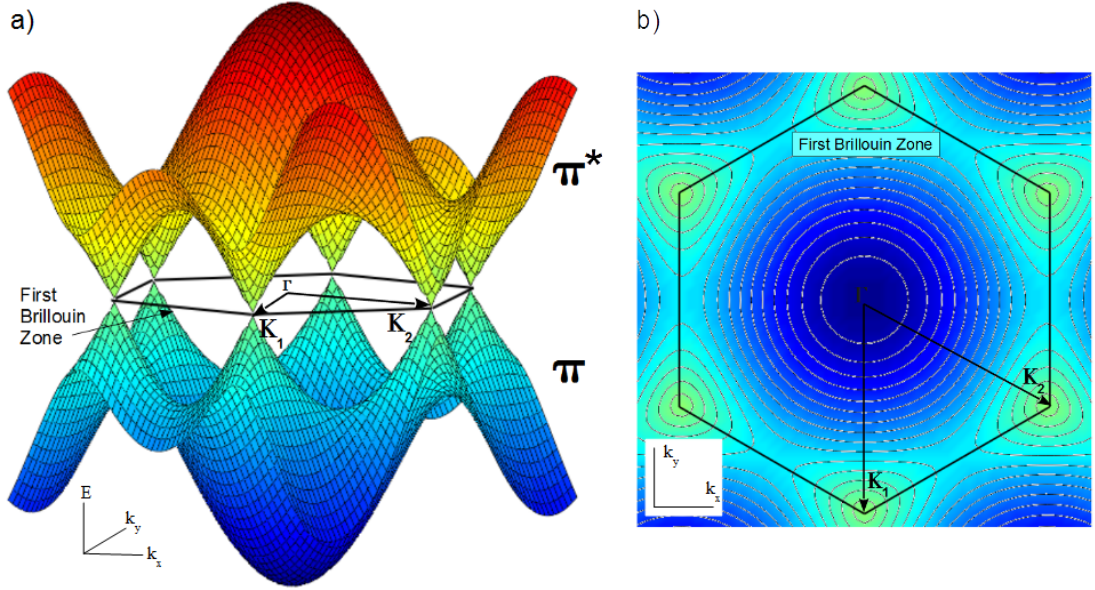 a)
π*
Γ
First
Brillouin
Zone
K1
K2
π
E
ky
kx
b)
First Brillouin Zone
Γ
K2
ky
kx
K1